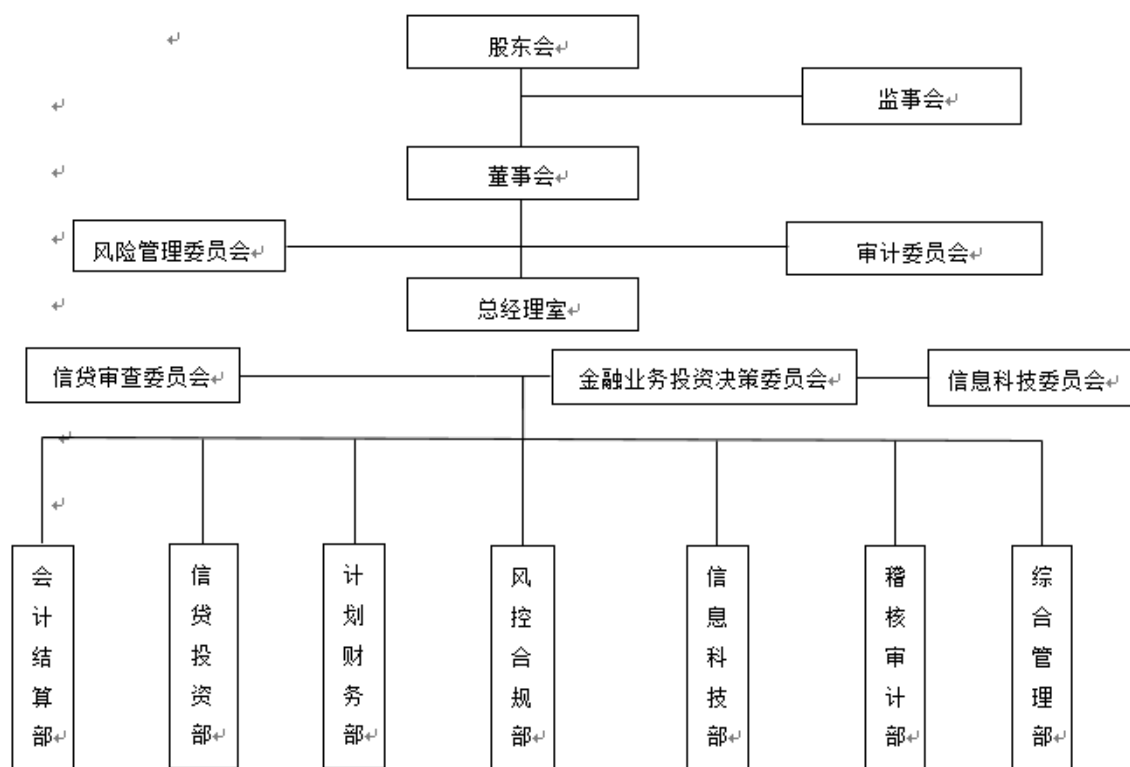 股东会
监事会
董事会
风险管理委员会
审计委员会
总经理室
信贷审查委员会
金融业务投资决策委员会
信息科技委员会
会计结算部
信贷投资部
计划财务部
风控合规部
信息科技部
稽核审计部
综合管理部